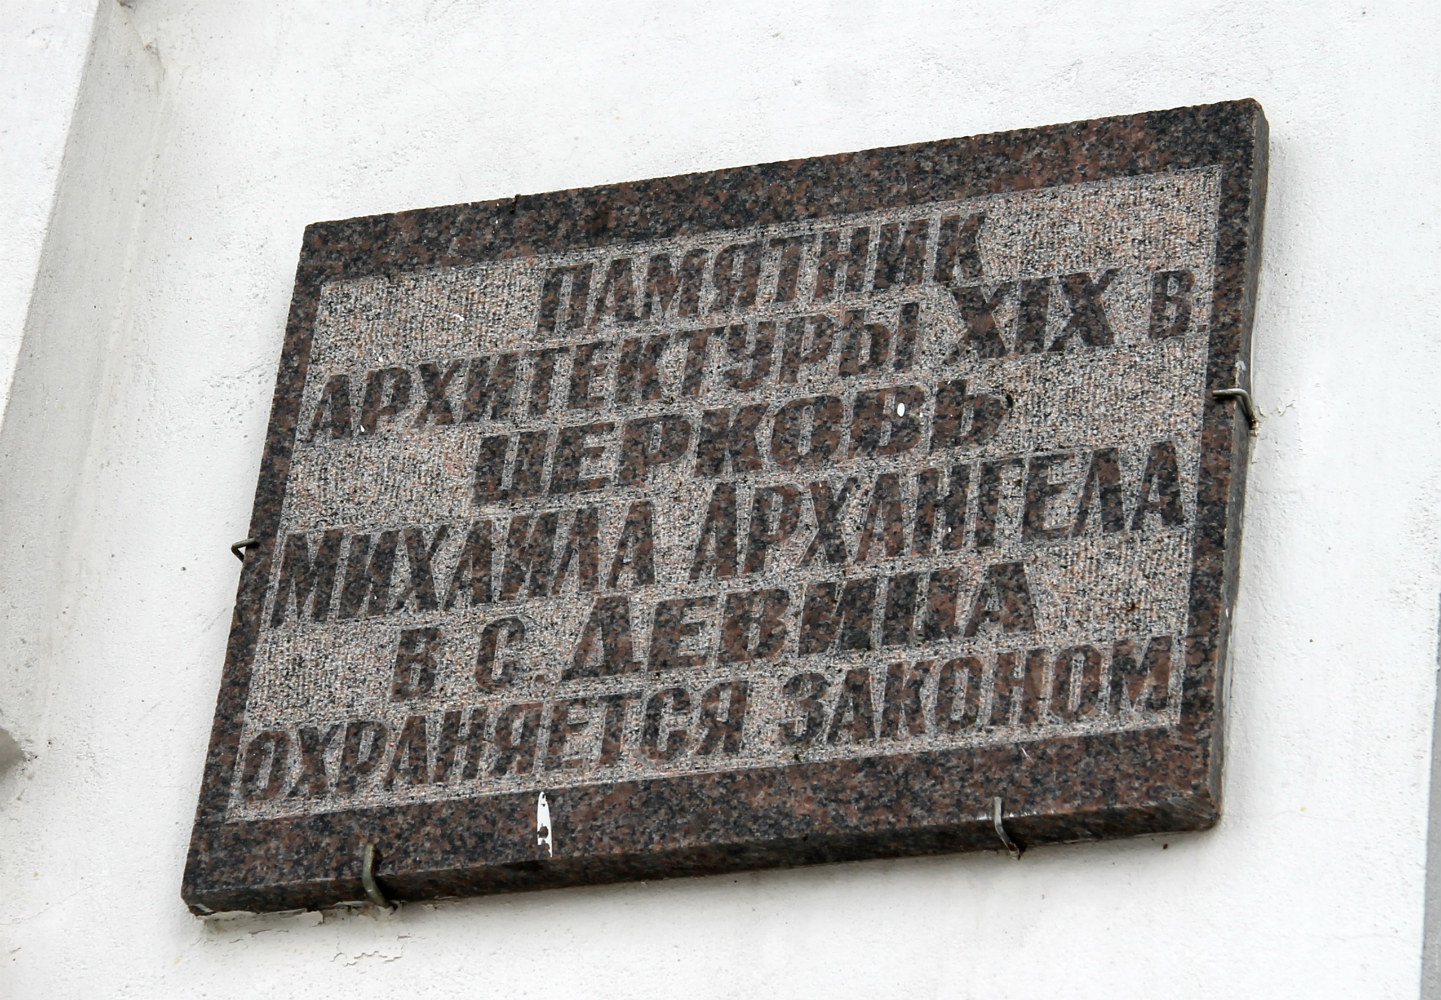 ПАМЯТНИК
АРХИТЕКТУРЫ XIX В.
ЦЕРКОВЬ
МИХАИЛА АРХАНГЕЛА
В С. ДЕВИЦА
ОХРАНЯЕТСЯ ЗАКОНОМ